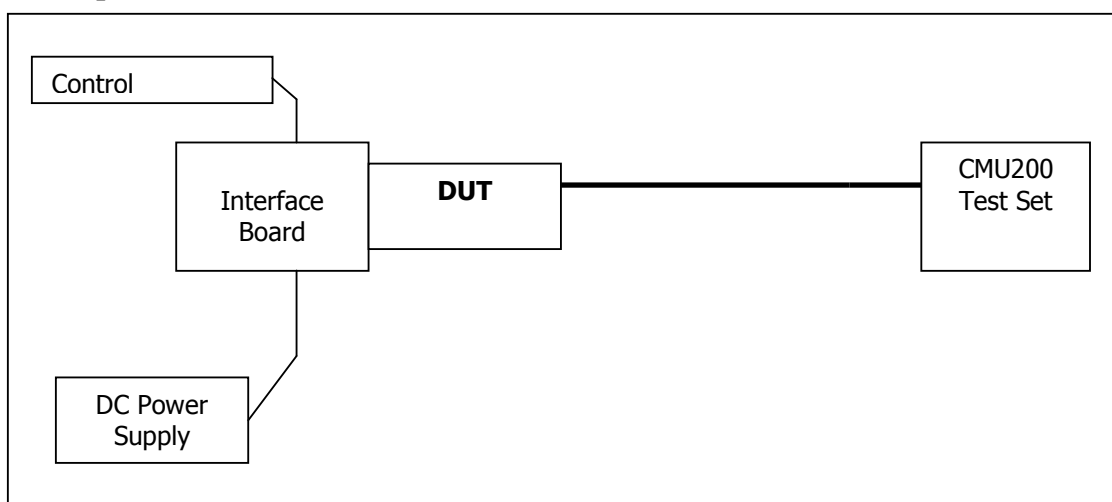 Control
Interface
Board
DUT
CMU200
Test Set
DC Power
Supply